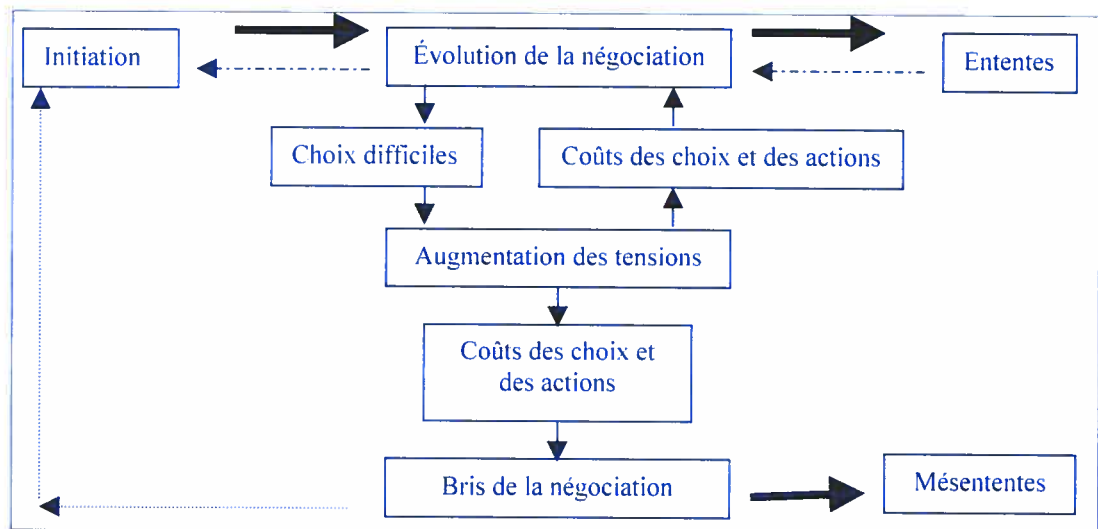 Initiation
Évolution de la négociation
Ententes
Choix difficiles
Coûts des choix et des actions
Augmentation des tensions
Coûts des choix et
des actions
Bris de la négociation
Mésententes